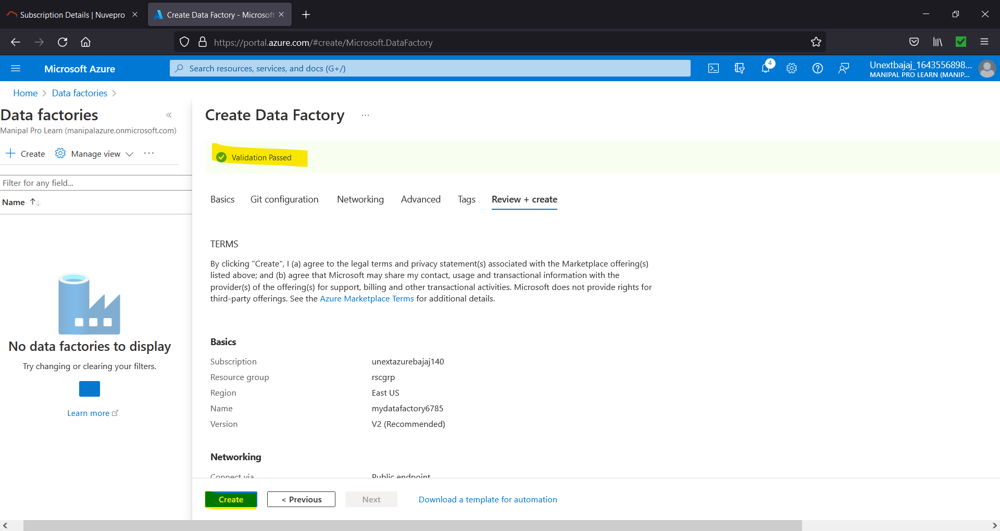 Subscription Details | Nuvepro
Create Data Factory - Microsoft
https://portal.azure.com/#create/Microsoft.DataFactory
Microsoft Azure
Search resources, services, and docs (G+/)
4
Unextbajaj_1643556898...
MANIPAL PRO LEARN (MANIP...
Home > Data factories >
Data factories
«
Manipal Pro Learn (manipalazure.onmicrosoft.com)
+ Create
Manage view
...
Filter for any field...
Name ↑↓
No data factories to display
Try changing or clearing your filters.
Learn more
Create Data Factory
...
Validation Passed
Basics
Git configuration
Networking
Advanced
Tags
Review + create
TERMS
By clicking "Create", I (a) agree to the legal terms and privacy statement(s) associated with the Marketplace offering(s)
listed above; and (b) agree that Microsoft may share my contact, usage and transactional information with the
provider(s) of the offering(s) for support, billing and other transactional activities. Microsoft does not provide rights for
third-party offerings. See the Azure Marketplace Terms for additional details.
Basics
Subscription unextazurebajaj140
Resource group rscgrp
Region East US
Name mydatafactory6785
Version V2 (Recommended)
Networking
Connect via Public endpoint
Create
< Previous
Next
Download a template for automation